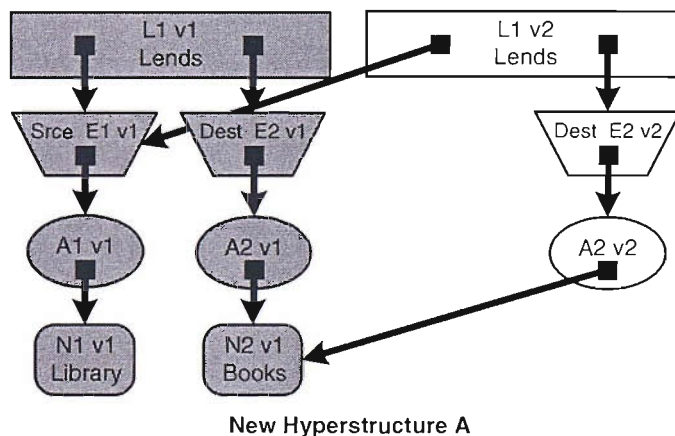 L1 v1
Lends
L1 v2
Lends
Srce E1 v1
Dest E2 v1
Dest E2 v2
A1 v1
A2 v1
A2 v2
N1 v1
Library
N2 v1
Books
New Hyperstructure A